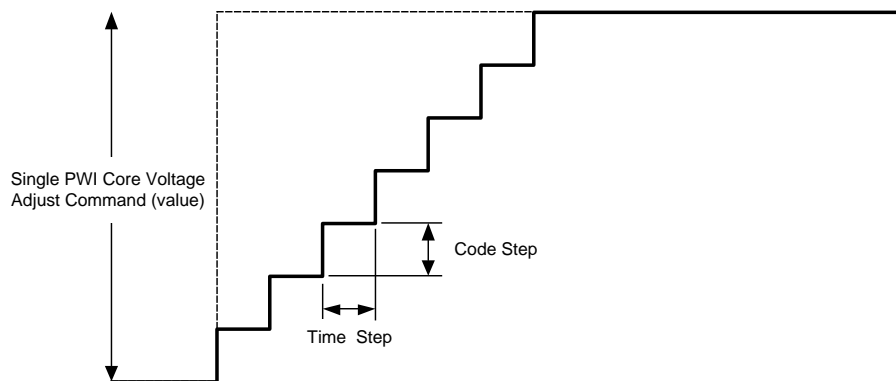 Single PWI Core Voltage
Adjust Command (value)
Code Step
Time Step